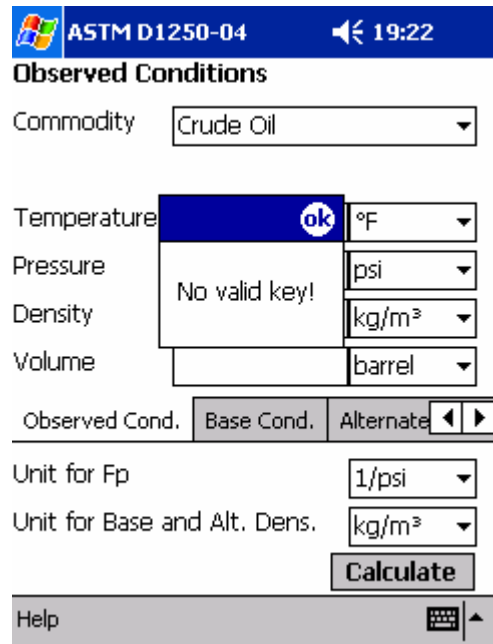 ASTM D1250-04 19:22
Observed Conditions
Commodity Crude Oil
Temperature ok °F
Pressure psi
No valid key!
Density kg/m³
Volume barrel
Observed Cond. Base Cond. Alternate
Unit for Fp 1/psi
Unit for Base and Alt. Dens. kg/m³
Calculate
Help